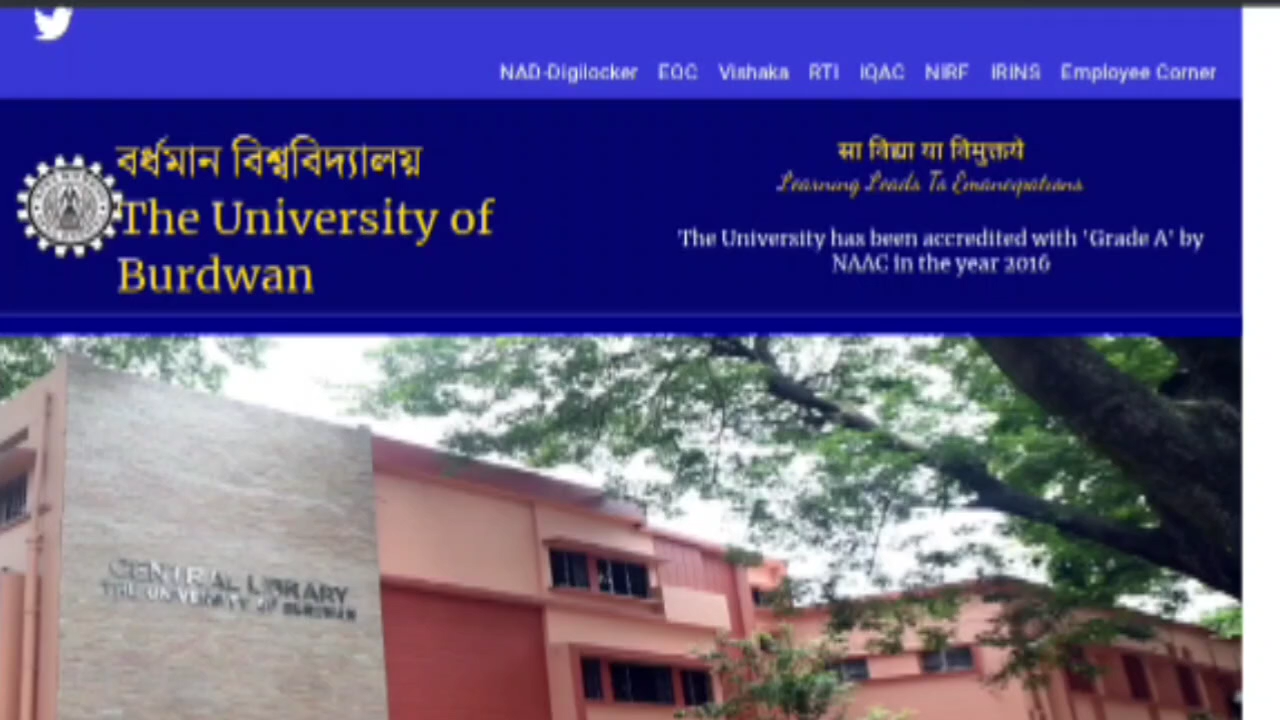 NAD-Digilocker EOC Vishaka RTI IQAC NIRF IRINS Employee Corner
বর্ধমান বিশ্ববিদ্যালয়
The University of
Burdwan
सा विद्या या विमुक्तये
Learning Leads To Emancipations
The University has been accredited with 'Grade A' by
NAAC in the year 2016
CENTRAL LIBRARY
THE UNIVERSITY OF BURDWAN